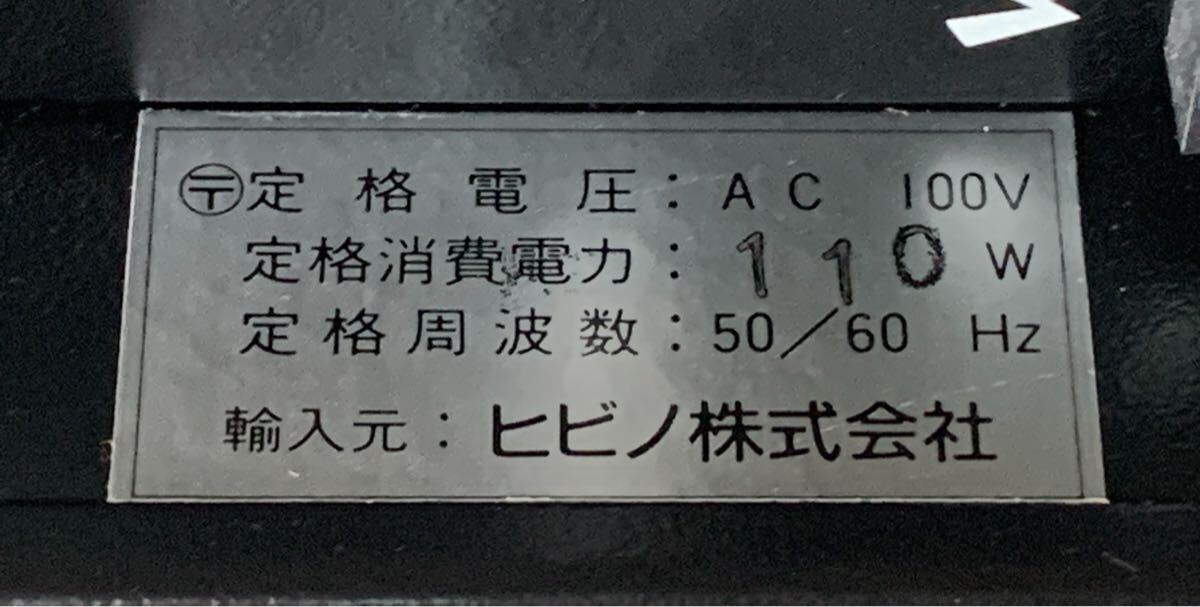 〶定格電圧：AC 100V
定格消費電力：110 W
定格周波数：50／60 Hz
輸入元：ヒビノ株式会社